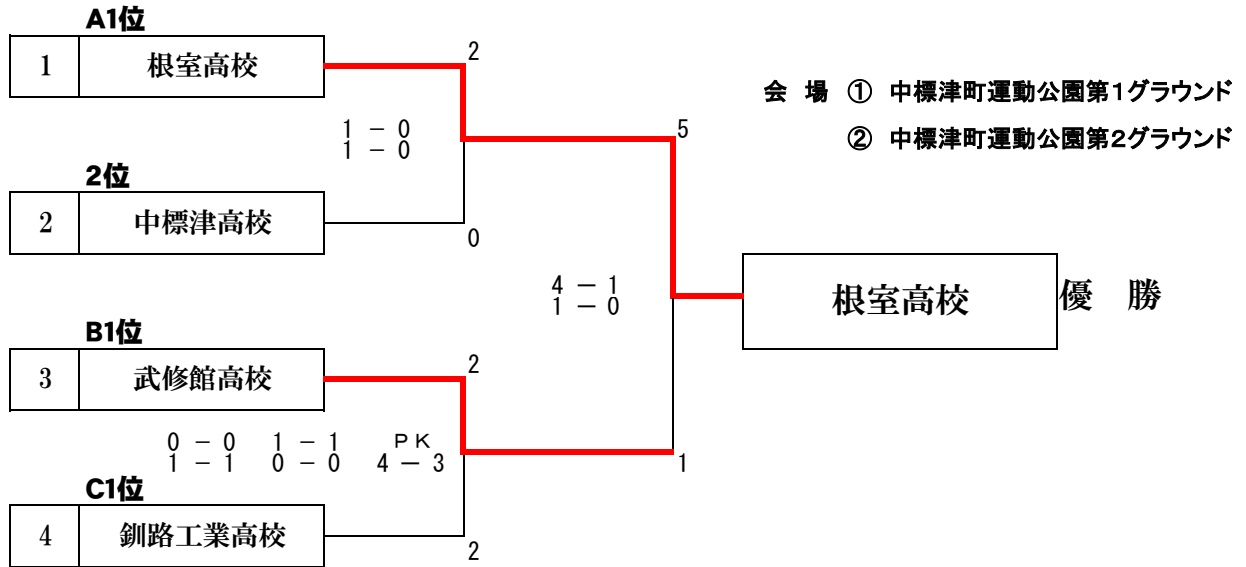 A1位
1 根室高校
2
会 場 ① 中標津町運動公園第1グラウンド
② 中標津町運動公園第2グラウンド
1 - 0
1 - 0
5
2位
2 中標津高校
0
4 - 1
1 - 0
根室高校 優 勝
B1位
3 武修館高校
2
0 - 0 1 - 1 PK
1 - 1 0 - 0 4 - 3
1
C1位
4 釧路工業高校
2